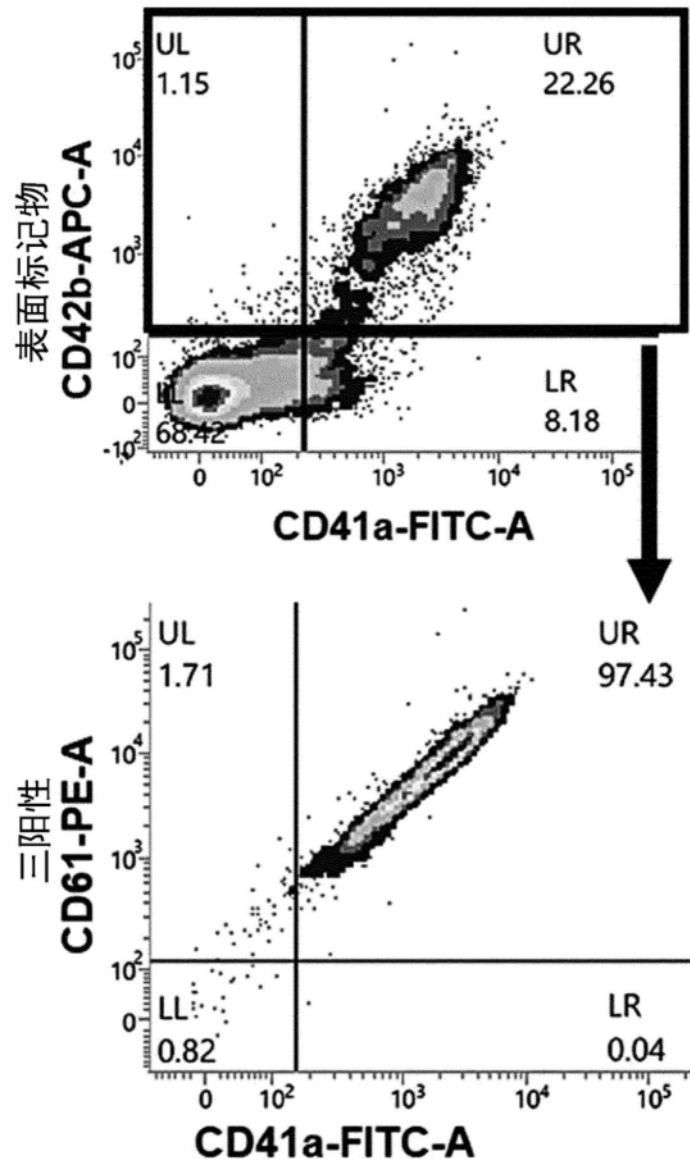 UL
UR
1.15
22.26
10⁵
10⁴
10³
10²
0
-10²
表面标记物
CD42b-APC-A
LL
LR
68.42
8.18
0 10² 10³ 10⁴ 10⁵
CD41a-FITC-A
UL
UR
1.71
97.43
10⁵
10⁴
10³
10²
10²
0
三阳性
CD61-PE-A
LL
LR
0.82
0.04
0 10² 10³ 10⁴ 10⁵
CD41a-FITC-A